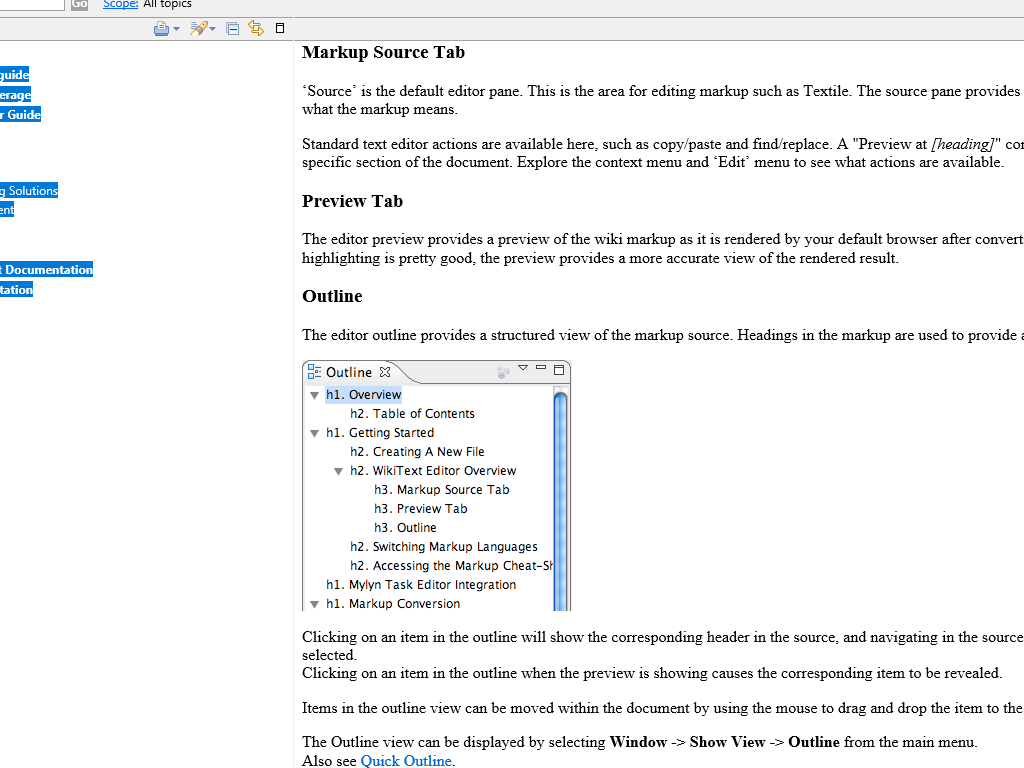 Go Scope: All topics
guide
erage
r Guide
g Solutions
ent
t Documentation
tation
Markup Source Tab
‘Source’ is the default editor pane. This is the area for editing markup such as Textile. The source pane provides
what the markup means.
Standard text editor actions are available here, such as copy/paste and find/replace. A "Preview at [heading]" con
specific section of the document. Explore the context menu and ‘Edit’ menu to see what actions are available.
Preview Tab
The editor preview provides a preview of the wiki markup as it is rendered by your default browser after convert
highlighting is pretty good, the preview provides a more accurate view of the rendered result.
Outline
The editor outline provides a structured view of the markup source. Headings in the markup are used to provide a
Outline
h1. Overview
h2. Table of Contents
h1. Getting Started
h2. Creating A New File
h2. WikiText Editor Overview
h3. Markup Source Tab
h3. Preview Tab
h3. Outline
h2. Switching Markup Languages
h2. Accessing the Markup Cheat-Sh
h1. Mylyn Task Editor Integration
h1. Markup Conversion
Clicking on an item in the outline will show the corresponding header in the source, and navigating in the source
selected.
Clicking on an item in the outline when the preview is showing causes the corresponding item to be revealed.
Items in the outline view can be moved within the document by using the mouse to drag and drop the item to the
The Outline view can be displayed by selecting Window -> Show View -> Outline from the main menu.
Also see Quick Outline.